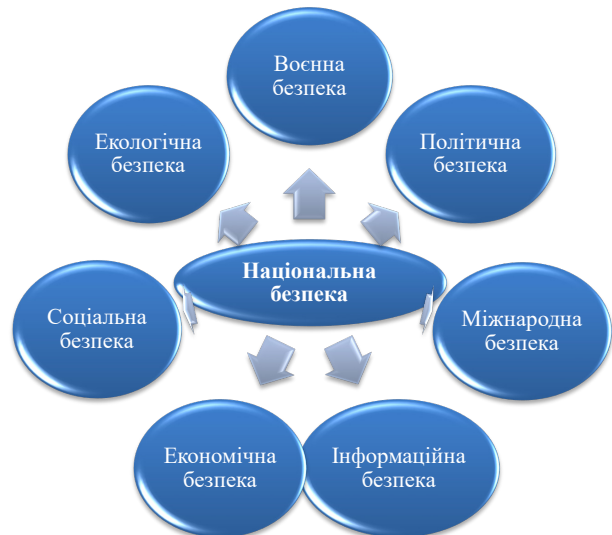 Воєнна
безпека
Екологічна
безпека
Політична
безпека
Національна
безпека
Соціальна
безпека
Міжнародна
безпека
Економічна
безпека
Інформаційна
безпека